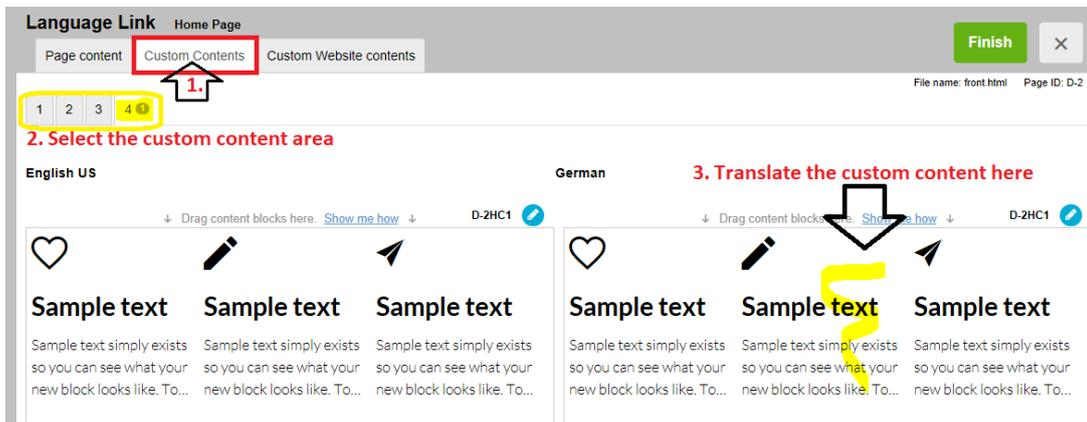 Language Link Home Page
Finish ×
Page content Custom Contents Custom Website contents
1.
File name: front.html Page ID: D-2
1 2 3 4 1
2. Select the custom content area
English US German 3. Translate the custom content here
↓ Drag content blocks here. Show me how ↓ D-2HC1 ↓ Drag content blocks here. Show me how ↓ D-2HC1
Sample text Sample text Sample text Sample text Sample text Sample text
Sample text simply exists Sample text simply exists Sample text simply exists Sample text simply exists Sample text simply exists Sample text simply exists
so you can see what your so you can see what your so you can see what your so you can see what your so you can see what your so you can see what your
new block looks like. To... new block looks like. To... new block looks like. To... new block looks like. To... new block looks like. To... new block looks like. To...